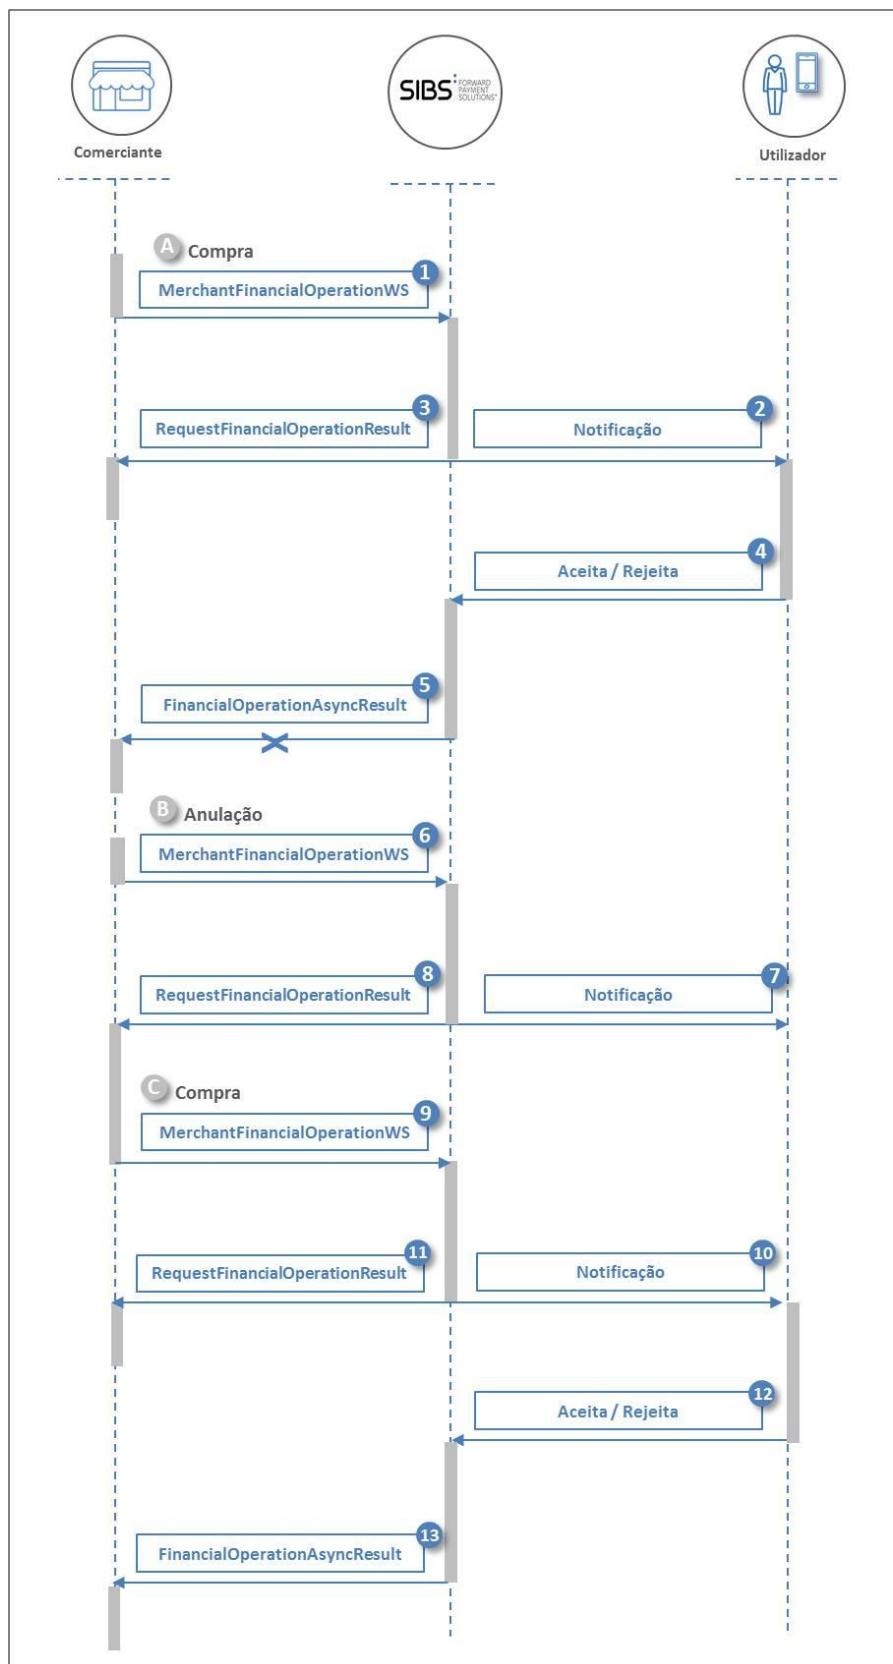 SIBS FORWARD
PAYMENT
SOLUTIONS
Comerciante
Utilizador
A Compra
1
MerchantFinancialOperationWS
3
RequestFinancialOperationResult
2
Notificação
4
Aceita / Rejeita
5
FinancialOperationAsyncResult
B Anulação
6
MerchantFinancialOperationWS
8
RequestFinancialOperationResult
7
Notificação
C Compra
9
MerchantFinancialOperationWS
11
RequestFinancialOperationResult
10
Notificação
12
Aceita / Rejeita
13
FinancialOperationAsyncResult